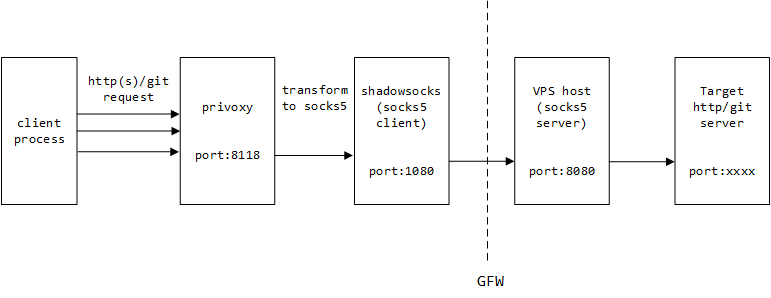 client
process
http(s)/git
request
privoxy
port:8118
transform
to socks5
shadowsocks
(socks5
client)
port:1080
VPS host
(socks5
server)
port:8080
Target
http/git
server
port:xxxx
GFW